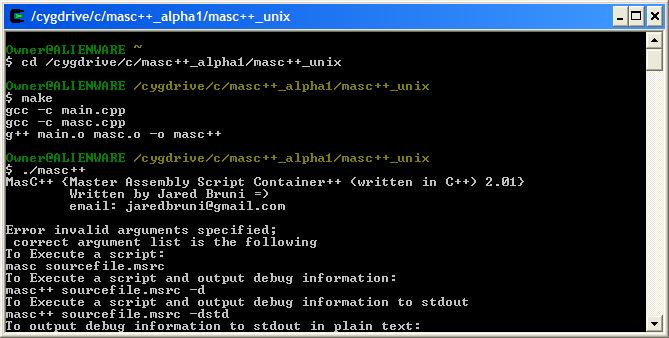 /cygdrive/c/masc++_alpha1/masc++_unix
Owner@ALIENWARE ~
$ cd /cygdrive/c/masc++_alpha1/masc++_unix
Owner@ALIENWARE /cygdrive/c/masc++_alpha1/masc++_unix
$ make
gcc -c main.cpp
gcc -c masc.cpp
g++ main.o masc.o -o masc++
Owner@ALIENWARE /cygdrive/c/masc++_alpha1/masc++_unix
$ ./masc++
MasC++ {Master Assembly Script Container++ (written in C++) 2.01}
Written by Jared Bruni =)
email: jaredbruni@gmail.com
Error invalid arguments specified;
correct argument list is the following
To Execute a script:
masc sourcefile.msrc
To Execute a script and output debug information:
masc++ sourcefile.msrc -d
To Execute a script and output debug information to stdout
masc++ sourcefile.msrc -dstd
To output debug information to stdout in plain text: